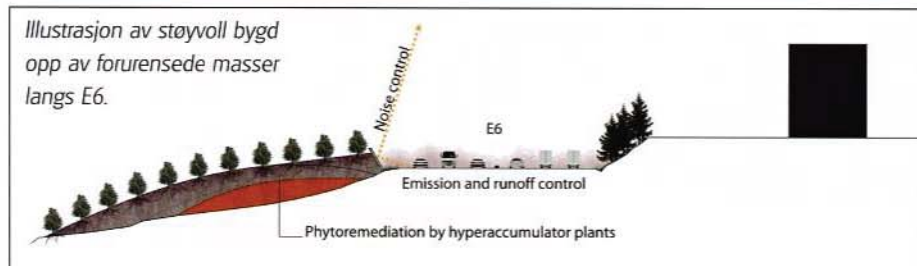 Illustrasjon av støyvoll bygd
opp av forurensede masser
langs E6.
Noise control
E6
Emission and runoff control
Phytoremediation by hyperaccumulator plants